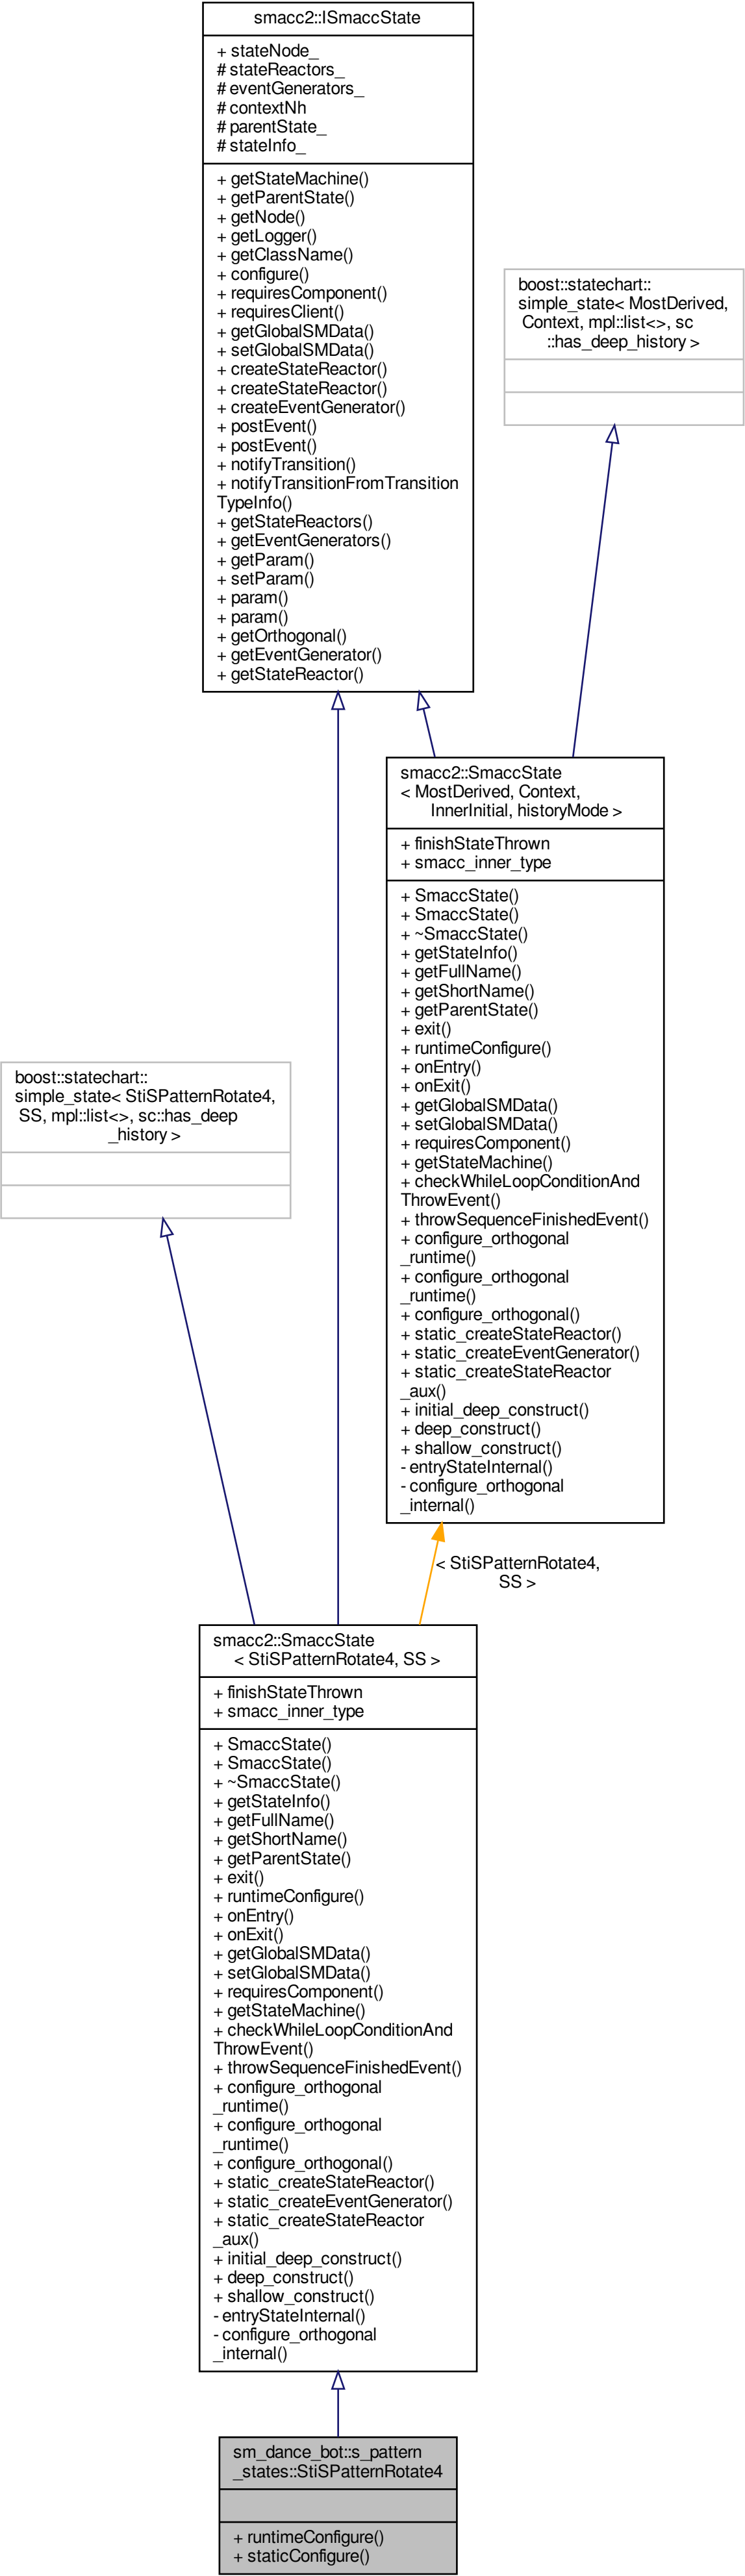 smacc2::ISmaccState
+ stateNode_
# stateReactors_
# eventGenerators_
# contextNh
# parentState_
# stateInfo_
+ getStateMachine()
+ getParentState()
+ getNode()
+ getLogger()
+ getClassName()
+ configure()
+ requiresComponent()
+ requiresClient()
+ getGlobalSMData()
+ setGlobalSMData()
+ createStateReactor()
+ createStateReactor()
+ createEventGenerator()
+ postEvent()
+ postEvent()
+ notifyTransition()
+ notifyTransitionFromTransition
TypeInfo()
+ getStateReactors()
+ getEventGenerators()
+ getParam()
+ setParam()
+ param()
+ param()
+ getOrthogonal()
+ getEventGenerator()
+ getStateReactor()
boost::statechart::
simple_state< MostDerived,
Context, mpl::list<>, sc
::has_deep_history >
smacc2::SmaccState
< MostDerived, Context,
InnerInitial, historyMode >
+ finishStateThrown
+ smacc_inner_type
+ SmaccState()
+ SmaccState()
+ ~SmaccState()
+ getStateInfo()
+ getFullName()
+ getShortName()
+ getParentState()
+ exit()
+ runtimeConfigure()
+ onEntry()
+ onExit()
+ getGlobalSMData()
+ setGlobalSMData()
+ requiresComponent()
+ getStateMachine()
+ checkWhileLoopConditionAnd
ThrowEvent()
+ throwSequenceFinishedEvent()
+ configure_orthogonal
_runtime()
+ configure_orthogonal
_runtime()
+ configure_orthogonal()
+ static_createStateReactor()
+ static_createEventGenerator()
+ static_createStateReactor
_aux()
+ initial_deep_construct()
+ deep_construct()
+ shallow_construct()
- entryStateInternal()
- configure_orthogonal
_internal()
boost::statechart::
simple_state< StiSPatternRotate4,
SS, mpl::list<>, sc::has_deep
_history >
< StiSPatternRotate4,
SS >
smacc2::SmaccState
< StiSPatternRotate4, SS >
+ finishStateThrown
+ smacc_inner_type
+ SmaccState()
+ SmaccState()
+ ~SmaccState()
+ getStateInfo()
+ getFullName()
+ getShortName()
+ getParentState()
+ exit()
+ runtimeConfigure()
+ onEntry()
+ onExit()
+ getGlobalSMData()
+ setGlobalSMData()
+ requiresComponent()
+ getStateMachine()
+ checkWhileLoopConditionAnd
ThrowEvent()
+ throwSequenceFinishedEvent()
+ configure_orthogonal
_runtime()
+ configure_orthogonal
_runtime()
+ configure_orthogonal()
+ static_createStateReactor()
+ static_createEventGenerator()
+ static_createStateReactor
_aux()
+ initial_deep_construct()
+ deep_construct()
+ shallow_construct()
- entryStateInternal()
- configure_orthogonal
_internal()
sm_dance_bot::s_pattern
_states::StiSPatternRotate4
+ runtimeConfigure()
+ staticConfigure()